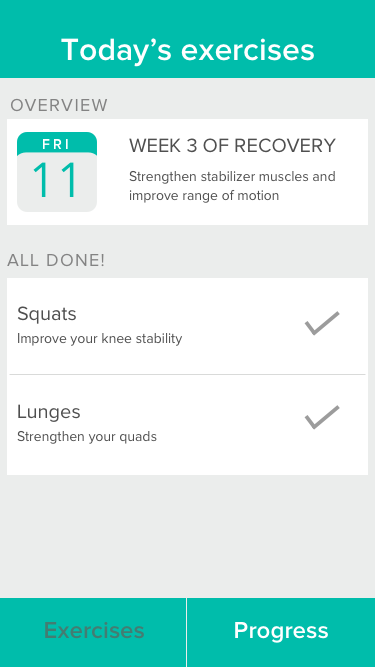 Today’s exercises
OVERVIEW
FRI
11
WEEK 3 OF RECOVERY
Strengthen stabilizer muscles and
improve range of motion
ALL DONE!
Squats
Improve your knee stability
Lunges
Strengthen your quads
Exercises
Progress